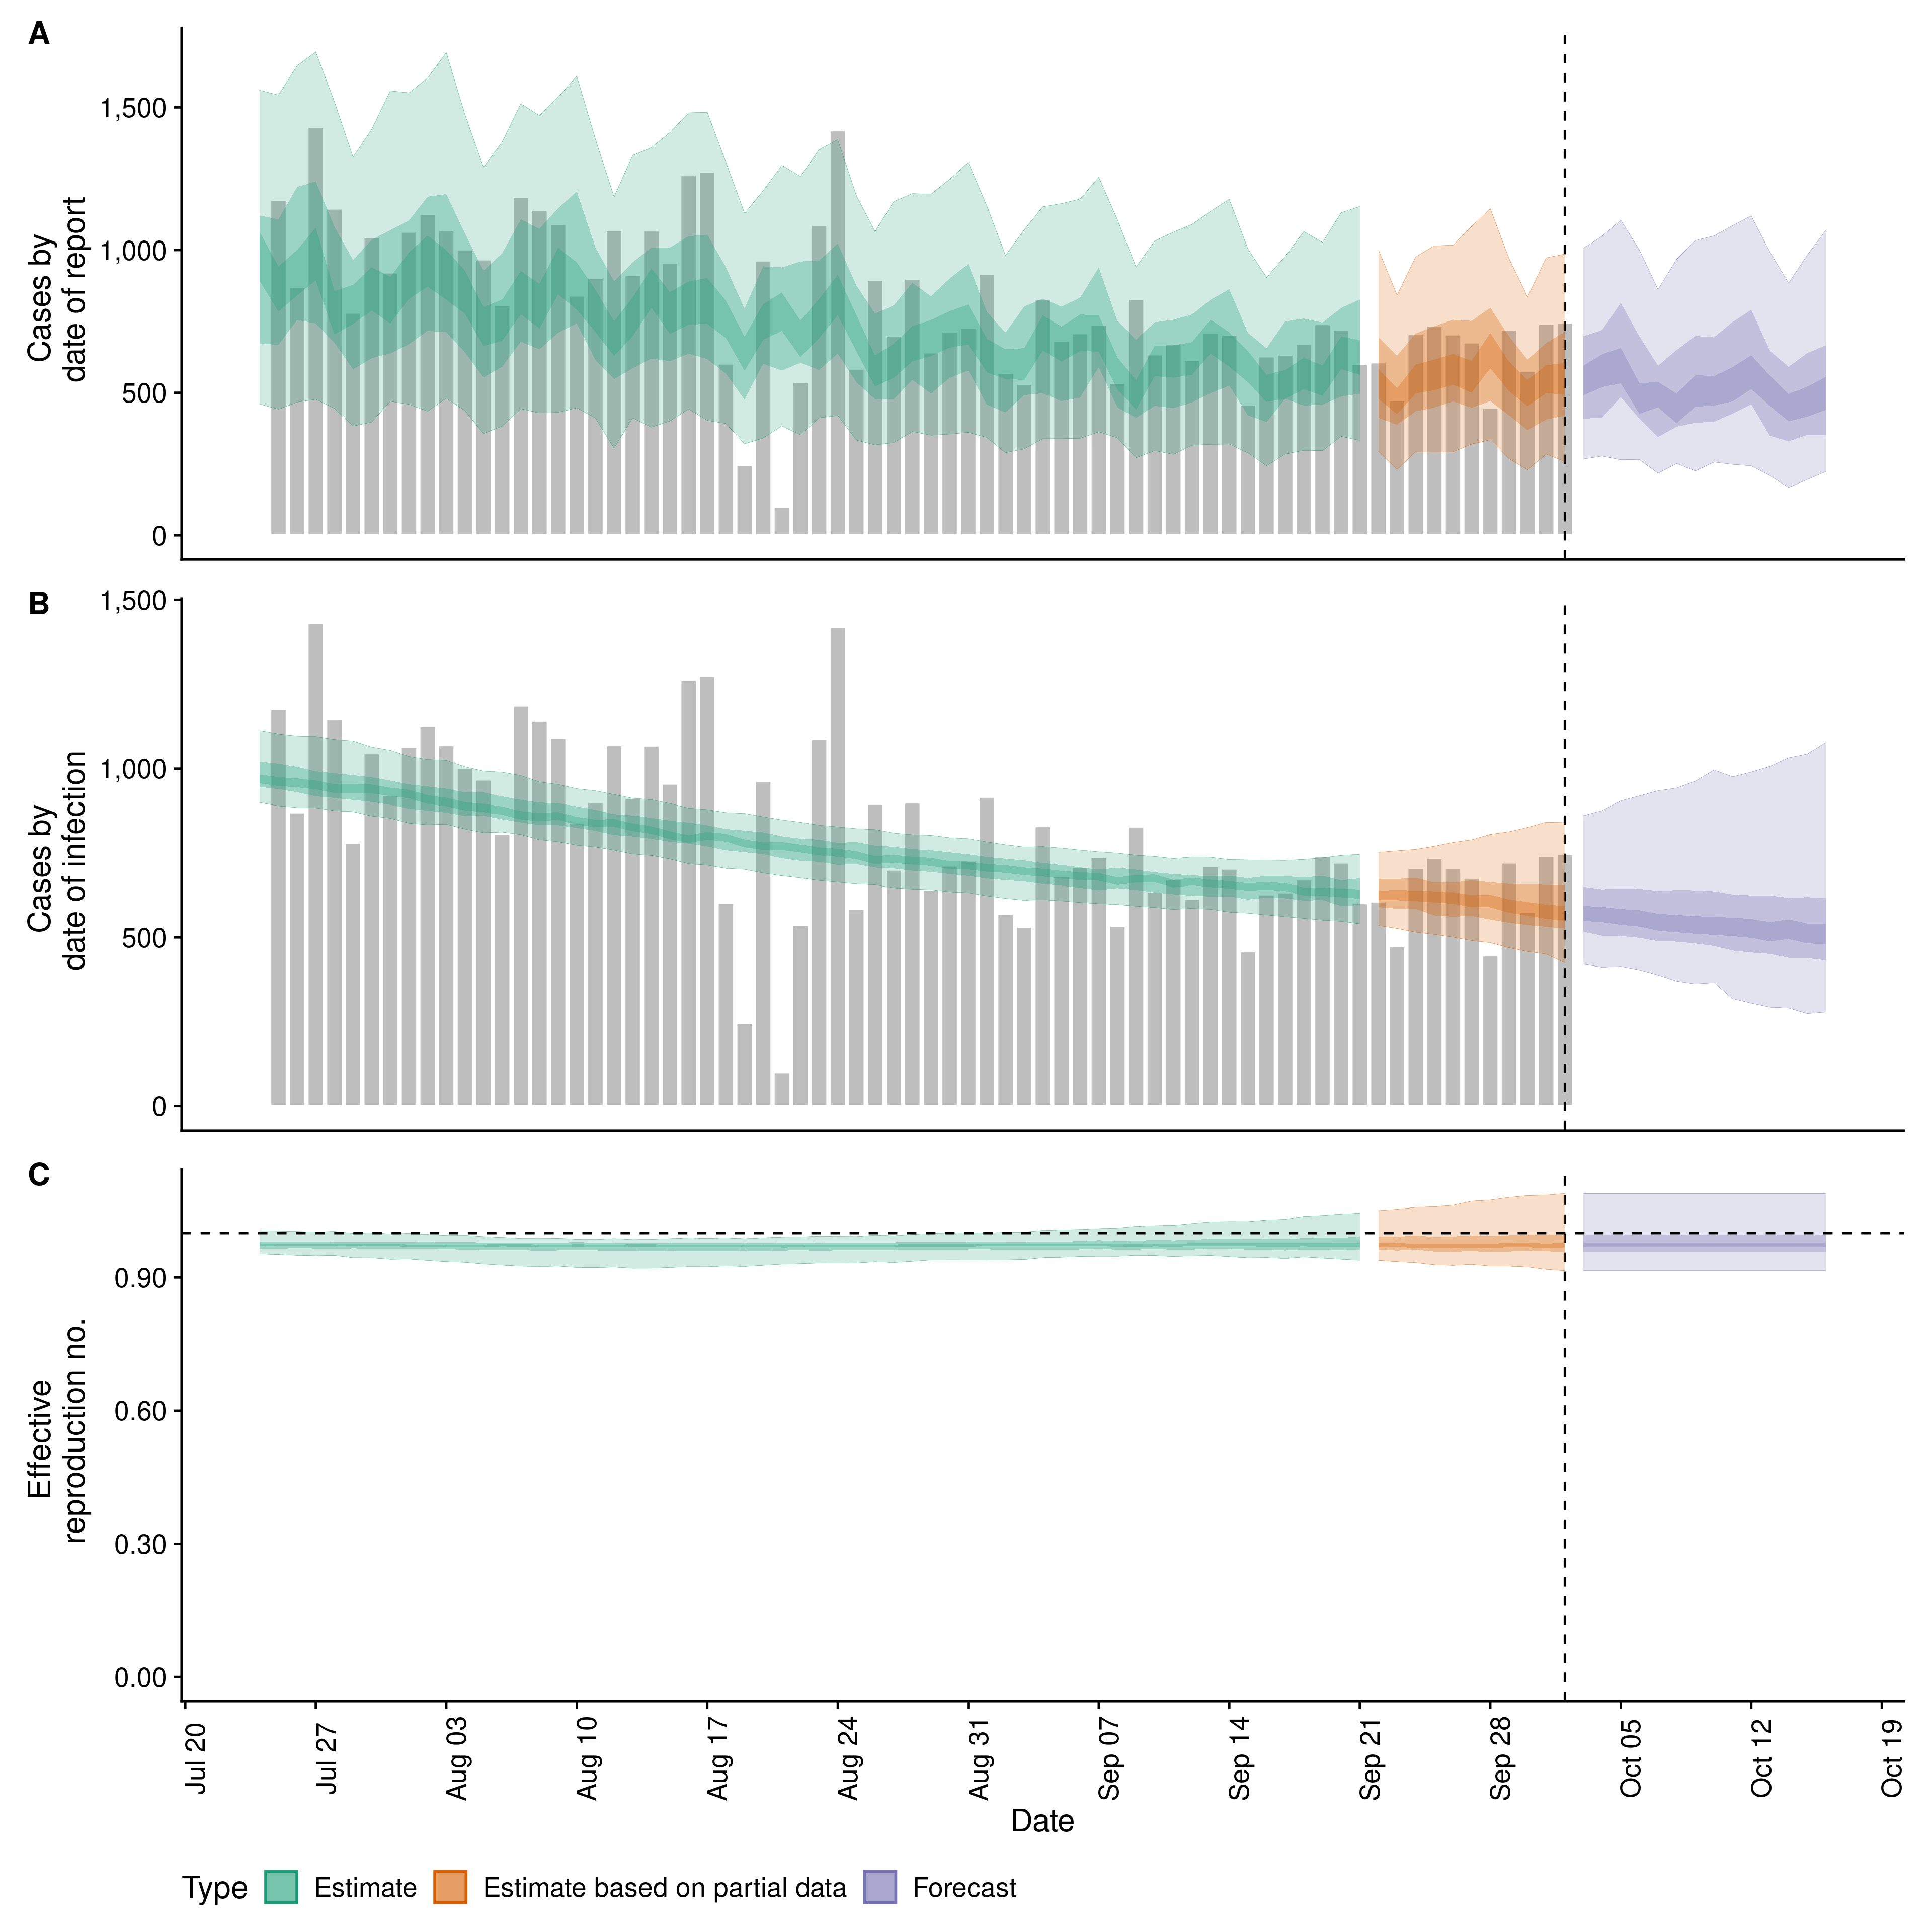 A
Cases by
date of report
1,500
1,000
500
0
B
Cases by
date of infection
1,500
1,000
500
0
C
Effective
reproduction no.
0.90
0.60
0.30
0.00
Jul 20
Jul 27
Aug 03
Aug 10
Aug 17
Aug 24
Aug 31
Sep 07
Sep 14
Sep 21
Sep 28
Oct 05
Oct 12
Oct 19
Date
Type Estimate Estimate based on partial data Forecast